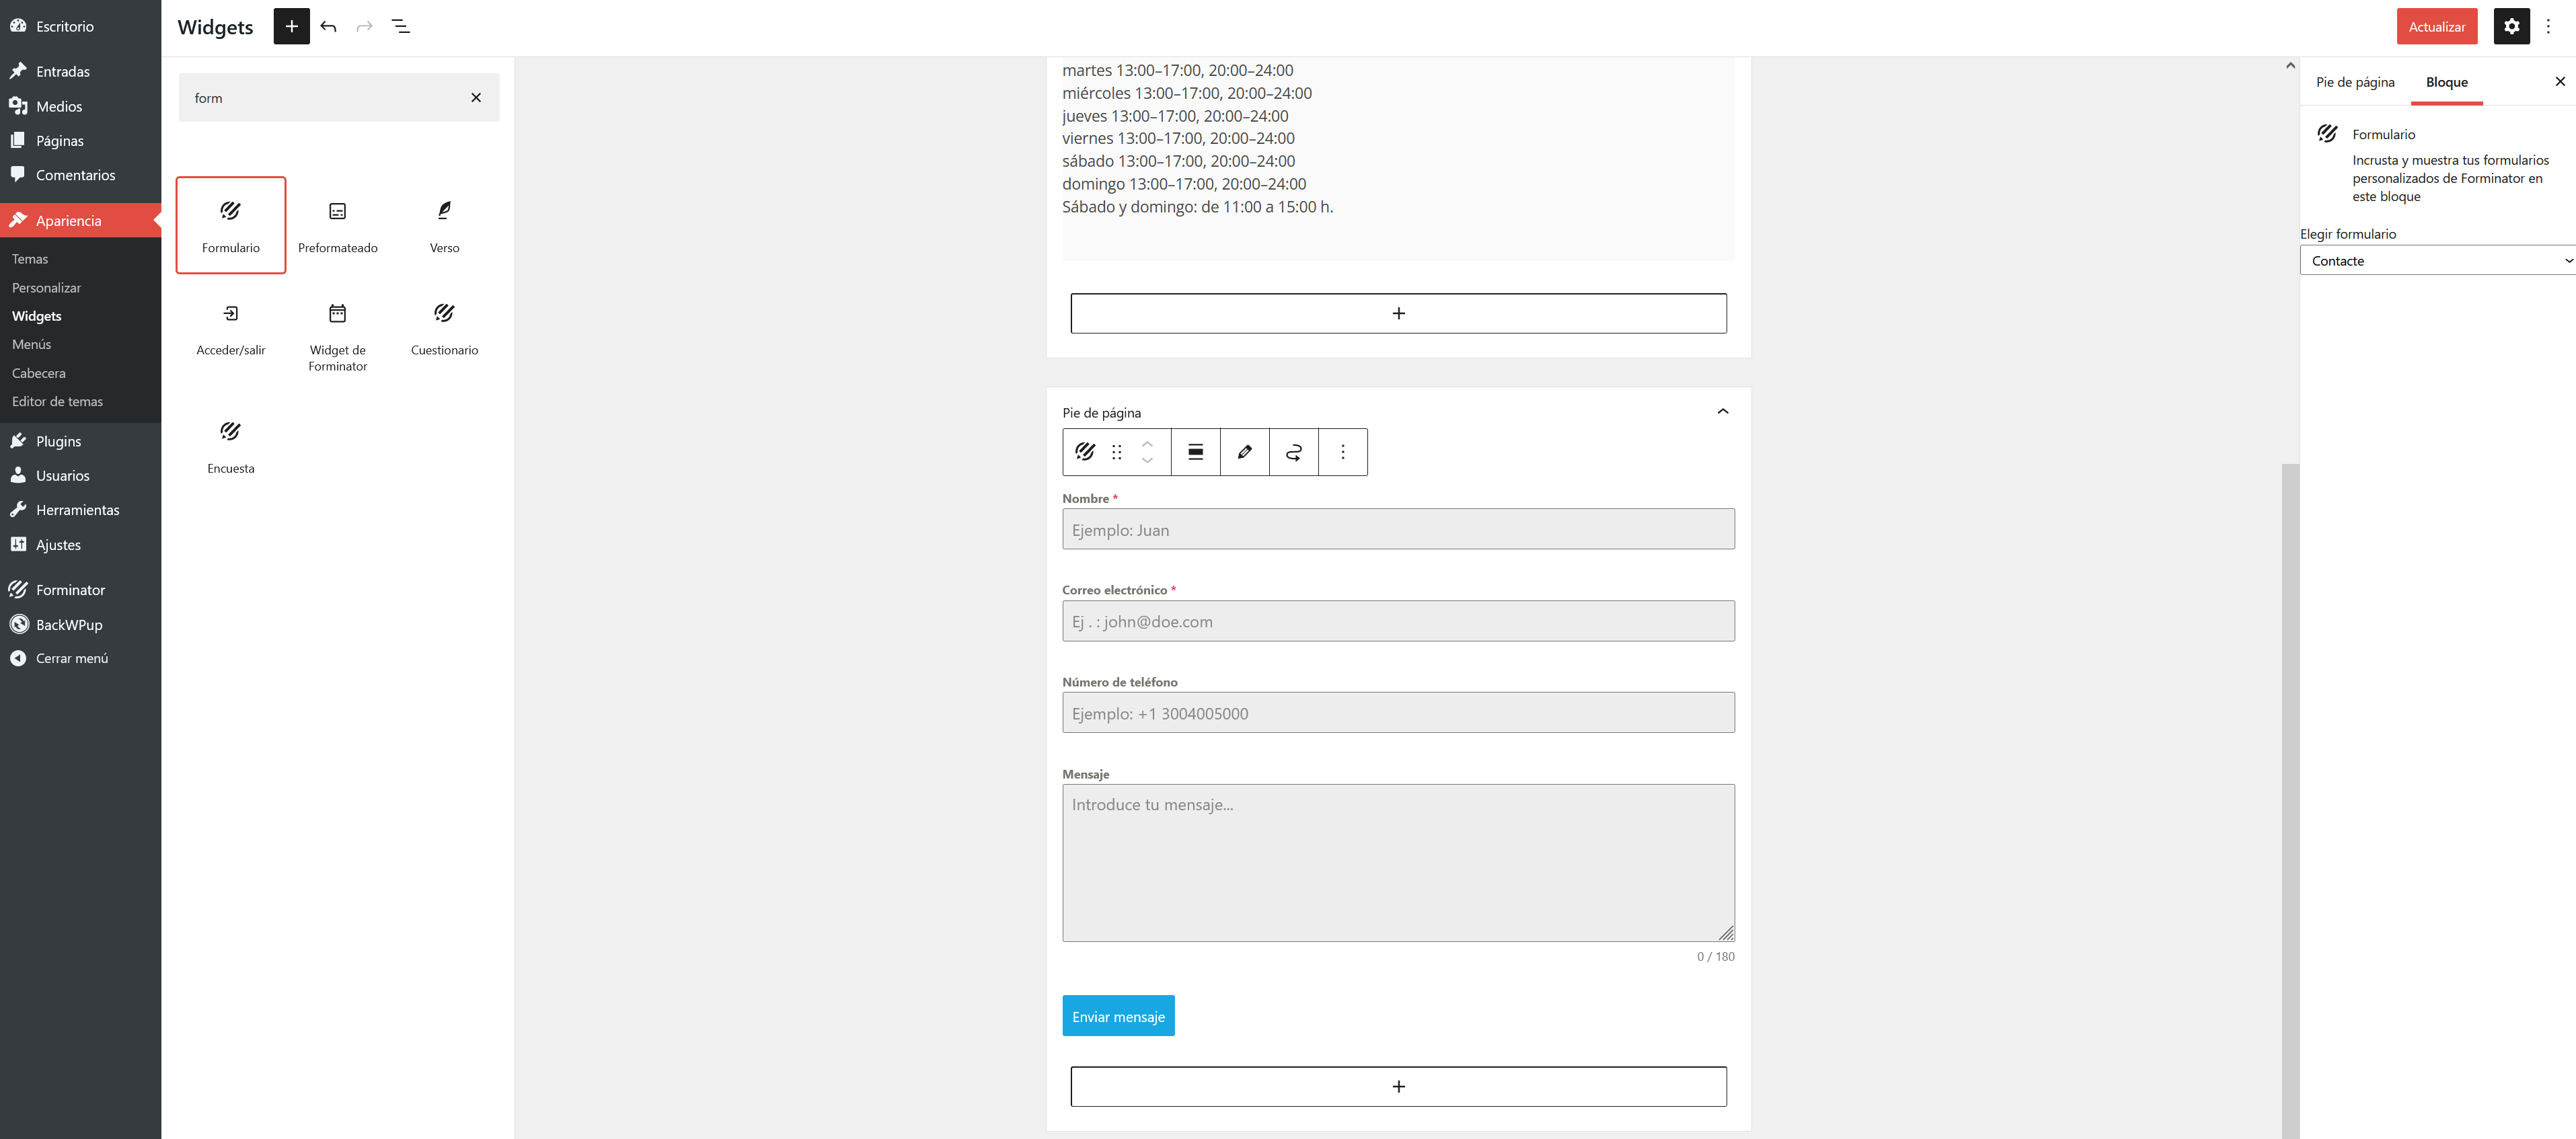 Escritorio
Entradas
Medios
Páginas
Comentarios
Apariencia
Temas
Personalizar
Widgets
Menús
Cabecera
Editor de temas
Plugins
Usuarios
Herramientas
Ajustes
Forminator
BackWPup
Cerrar menú
Widgets
Actualizar
form
Formulario
Preformateado
Verso
Acceder/salir
Widget de
Forminator
Cuestionario
Encuesta
martes 13:00–17:00, 20:00–24:00
miércoles 13:00–17:00, 20:00–24:00
jueves 13:00–17:00, 20:00–24:00
viernes 13:00–17:00, 20:00–24:00
sábado 13:00–17:00, 20:00–24:00
domingo 13:00–17:00, 20:00–24:00
Sábado y domingo: de 11:00 a 15:00 h.
Pie de página
Nombre *
Ejemplo: Juan
Correo electrónico *
Ej . : john@doe.com
Número de teléfono
Ejemplo: +1 3004005000
Mensaje
Introduce tu mensaje...
0 / 180
Enviar mensaje
Pie de página
Bloque
Formulario
Incrusta y muestra tus formularios
personalizados de Forminator en
este bloque
Elegir formulario
Contacte